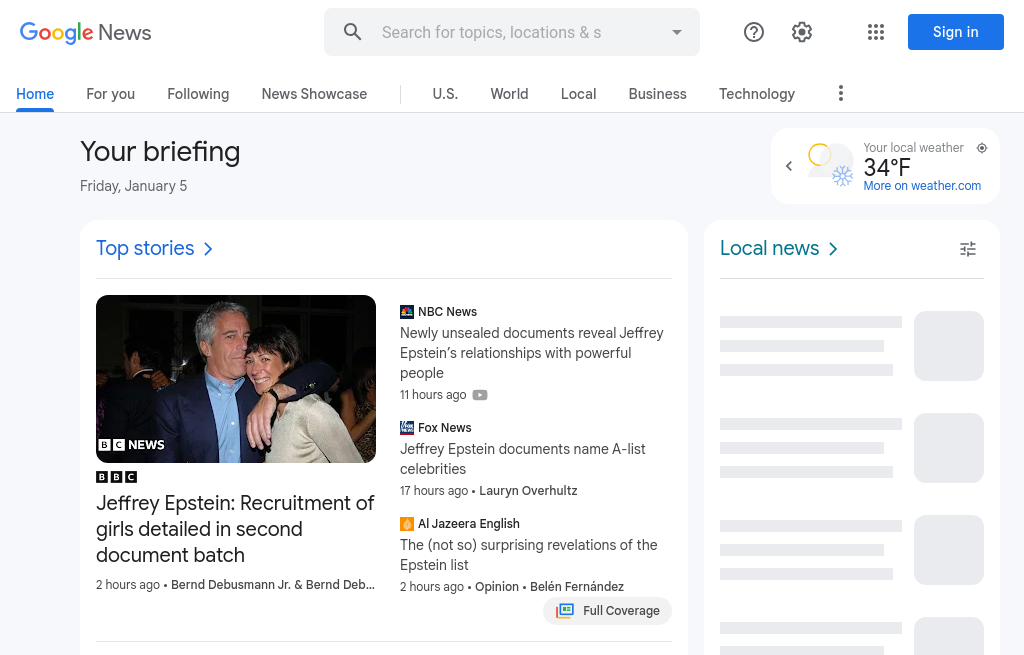 Google News
Search for topics, locations & s
Sign in
Home
For you
Following
News Showcase
U.S.
World
Local
Business
Technology
Your briefing
Friday, January 5
Your local weather
34°F
More on weather.com
Top stories
BBC NEWS
BBC
Jeffrey Epstein: Recruitment of
girls detailed in second
document batch
2 hours ago • Bernd Debusmann Jr. & Bernd Deb...
NBC News
Newly unsealed documents reveal Jeffrey
Epstein’s relationships with powerful
people
11 hours ago
Fox News
Jeffrey Epstein documents name A-list
celebrities
17 hours ago • Lauryn Overhultz
Al Jazeera English
The (not so) surprising revelations of the
Epstein list
2 hours ago • Opinion • Belén Fernández
Full Coverage
Local news